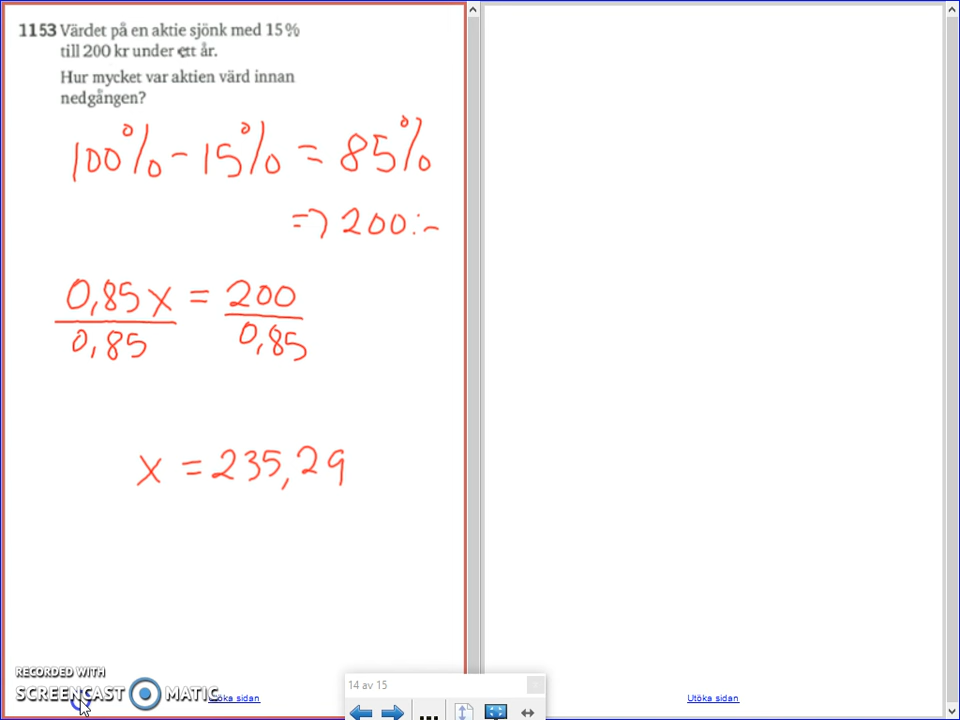 1153 Värdet på en aktie sjönk med 15 %
till 200 kr under ett år.
Hur mycket var aktien värd innan
nedgången?
100% - 15% = 85%
=> 200:-
0,85x = 200
0,85 0,85
x = 235,29
RECORDED WITH
SCREENCAST MATIC
Utöka sidan
14 av 15
Utöka sidan